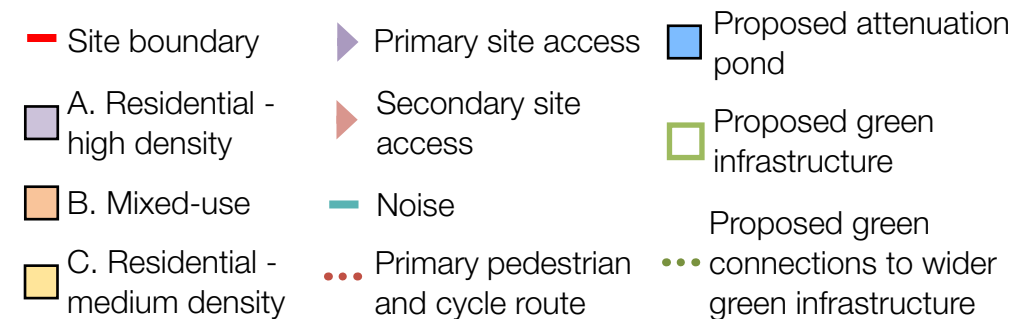 Site boundary
A. Residential -
high density
B. Mixed-use
C. Residential -
medium density
Primary site access
Secondary site
access
Noise
Primary pedestrian
and cycle route
Proposed attenuation
pond
Proposed green
infrastructure
Proposed green
connections to wider
green infrastructure